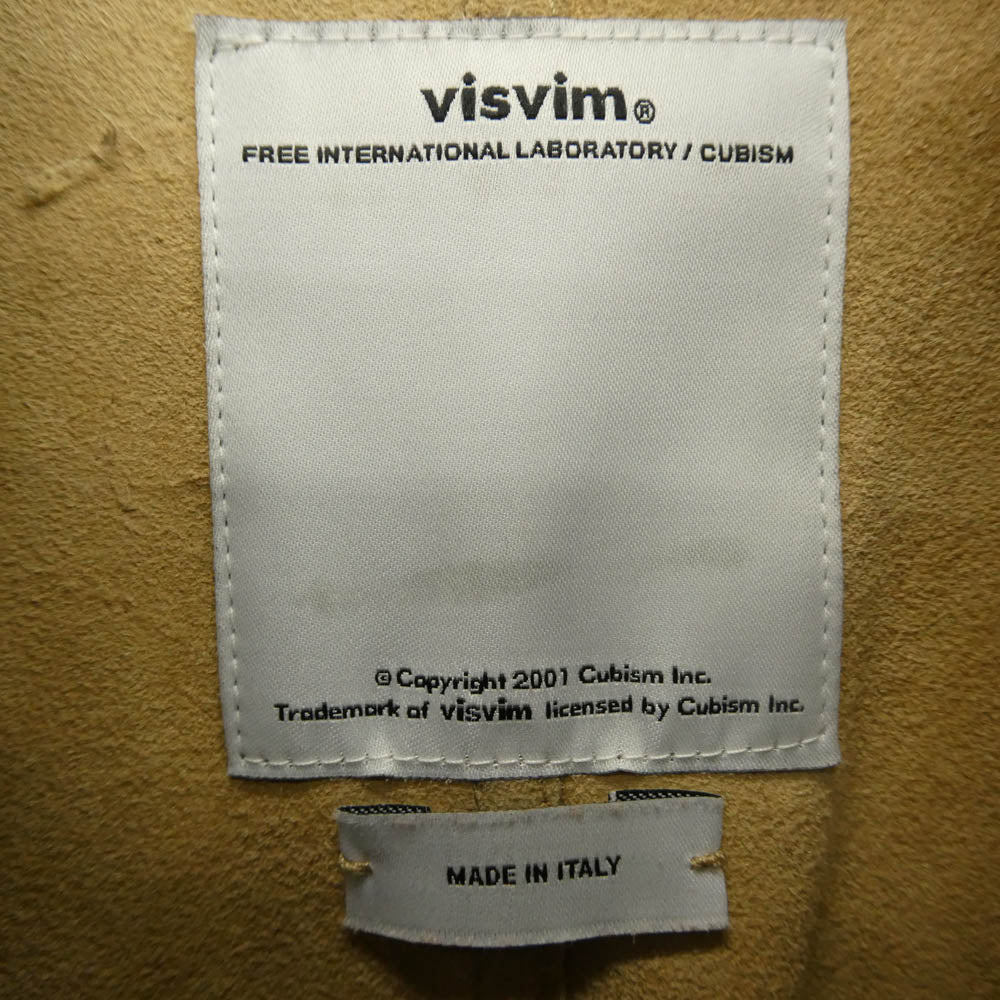 visvim®
FREE INTERNATIONAL LABORATORY / CUBISM
© Copyright 2001 Cubism Inc.
Trademark of visvim licensed by Cubism Inc.
MADE IN ITALY